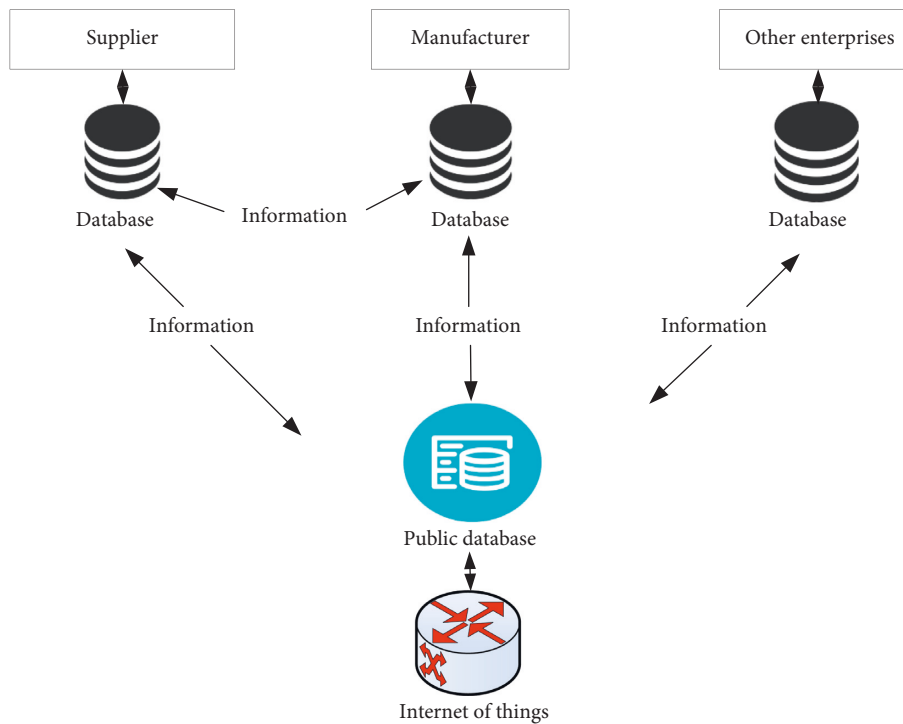 Supplier
Manufacturer
Other enterprises
Database
Information
Database
Database
Information
Information
Information
Public database
Internet of things